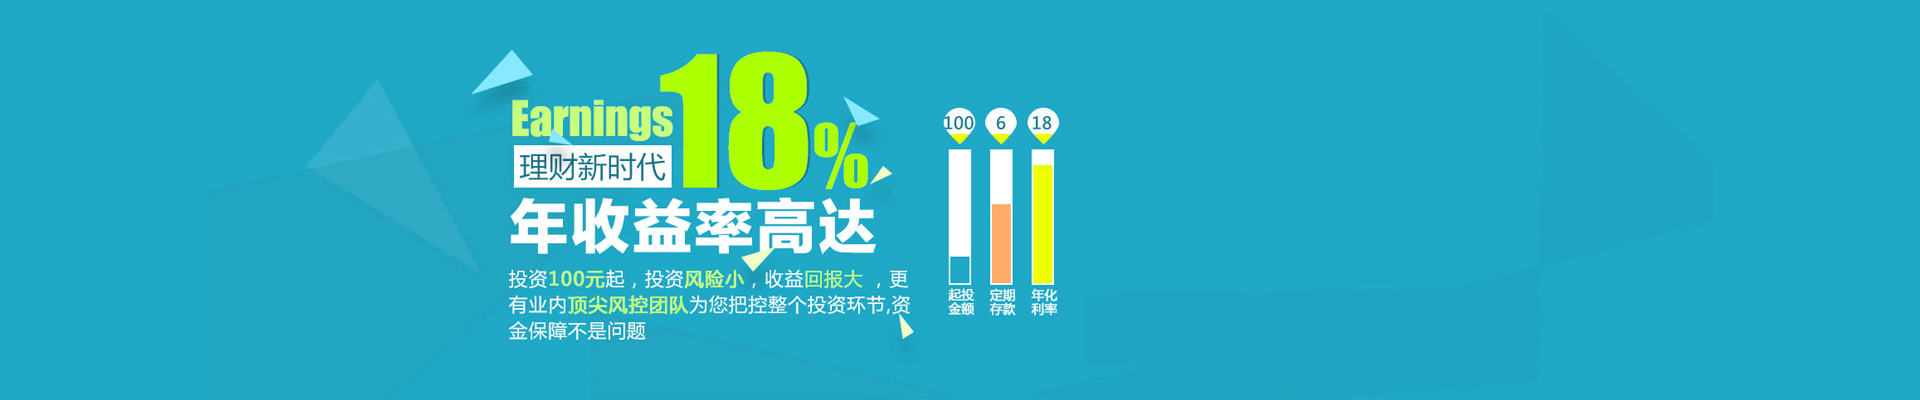 Earnings 18%
理财新时代
年收益率高达
投资100元起，投资风险小，收益回报大 ，更
有业内顶尖风控团队为您把控整个投资环节,资
金保障不是问题
100 6 18
起投 定期 年化
金额 存款 利率